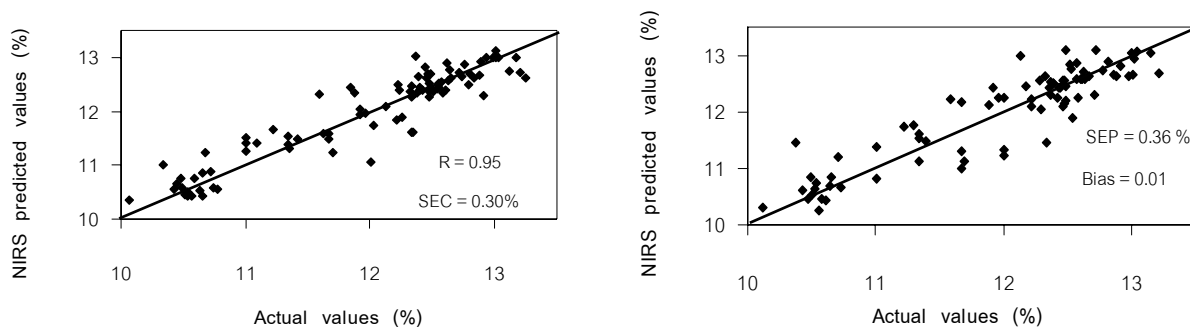 NIRS predicted values (%)
13
12
11
10
R = 0.95
SEC = 0.30%
10 11 12 13
Actual values (%)
NIRS predicted values (%)
13
12
11
10
SEP = 0.36 %
Bias = 0.01
10 11 12 13
Actual values (%)